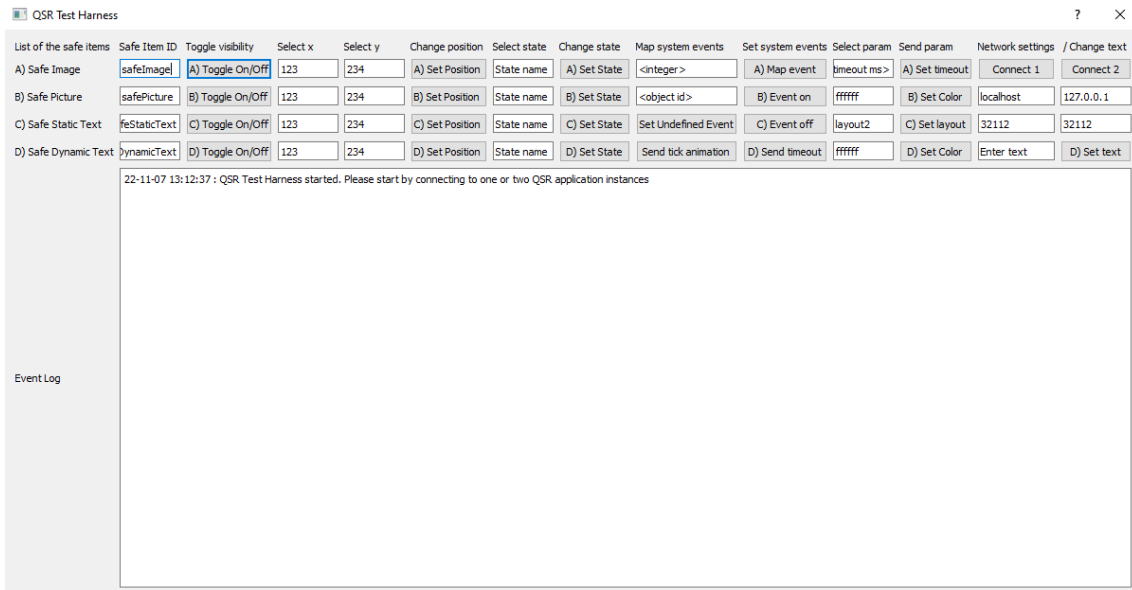 QSR Test Harness ? ×
List of the safe items Safe Item ID Toggle visibility Select x Select y Change position Select state Change state Map system events Set system events Select param Send param Network settings / Change text
A) Safe Image safeImage A) Toggle On/Off 123 234 A) Set Position State name A) Set State <integer> A) Map event timeout ms> A) Set timeout Connect 1 Connect 2
B) Safe Picture safePicture B) Toggle On/Off 123 234 B) Set Position State name B) Set State <object id> B) Event on ffffff B) Set Color localhost 127.0.0.1
C) Safe Static Text feStaticText C) Toggle On/Off 123 234 C) Set Position State name C) Set State Set Undefined Event C) Event off layout2 C) Set layout 32112 32112
D) Safe Dynamic Text DynamicText D) Toggle On/Off 123 234 D) Set Position State name D) Set State Send tick animation D) Send timeout ffffff D) Set Color Enter text D) Set text
22-11-07 13:12:37 : QSR Test Harness started. Please start by connecting to one or two QSR application instances
Event Log